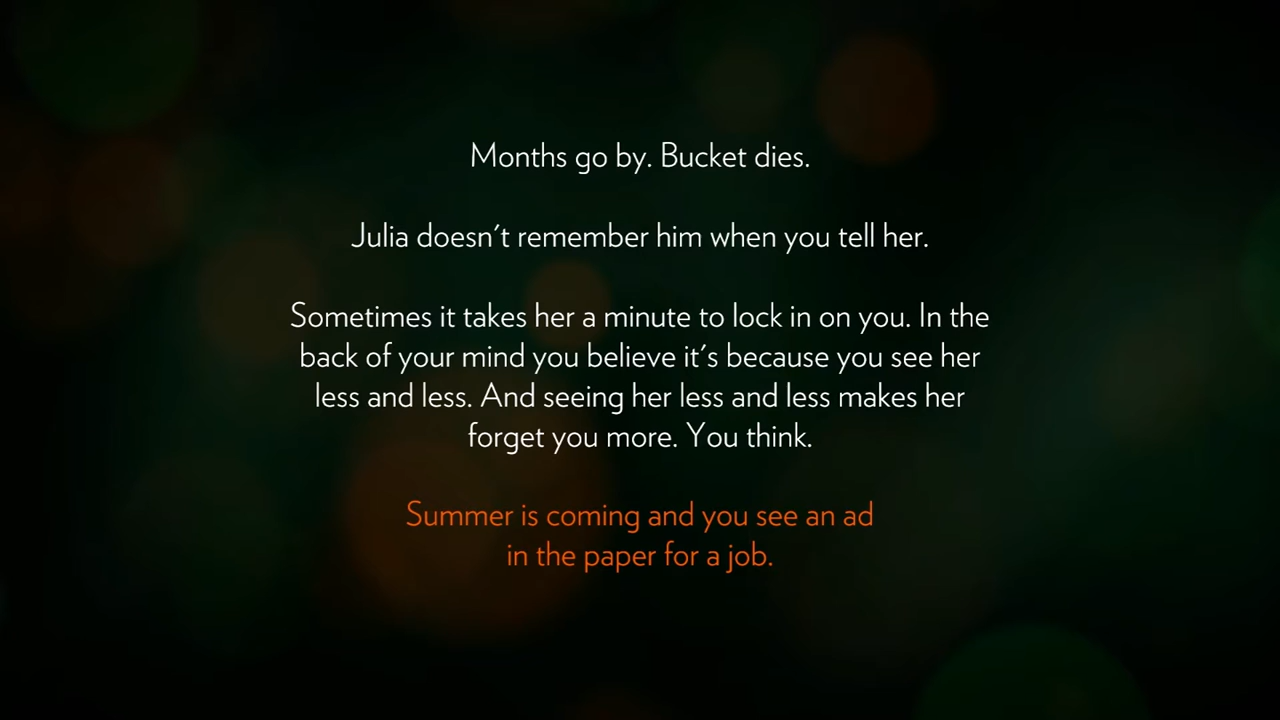 Months go by. Bucket dies.
Julia doesn't remember him when you tell her.
Sometimes it takes her a minute to lock in on you. In the
back of your mind you believe it's because you see her
less and less. And seeing her less and less makes her
forget you more. You think.
Summer is coming and you see an ad
in the paper for a job.